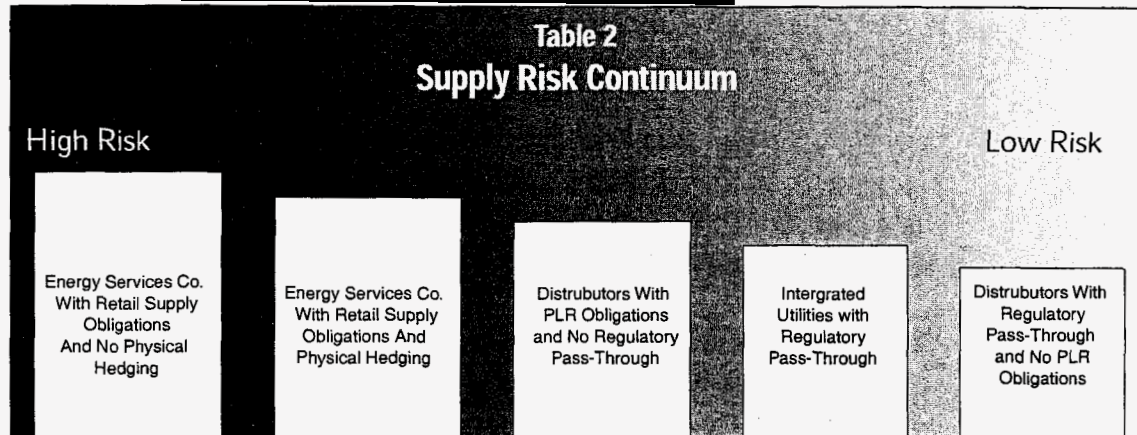 Table 2
Supply Risk Continuum
High Risk
Low Risk
Energy Services Co.
With Retail Supply
Obligations
And No Physical
Hedging
Energy Services Co.
With Retail Supply
Obligations And
Physical Hedging
Distrubutors With
PLR Obligations
and No Regulatory
Pass-Through
Intergrated
Utilities with
Regulatory
Pass-Through
Distrubutors With
Regulatory
Pass-Through
and No PLR
Obligations